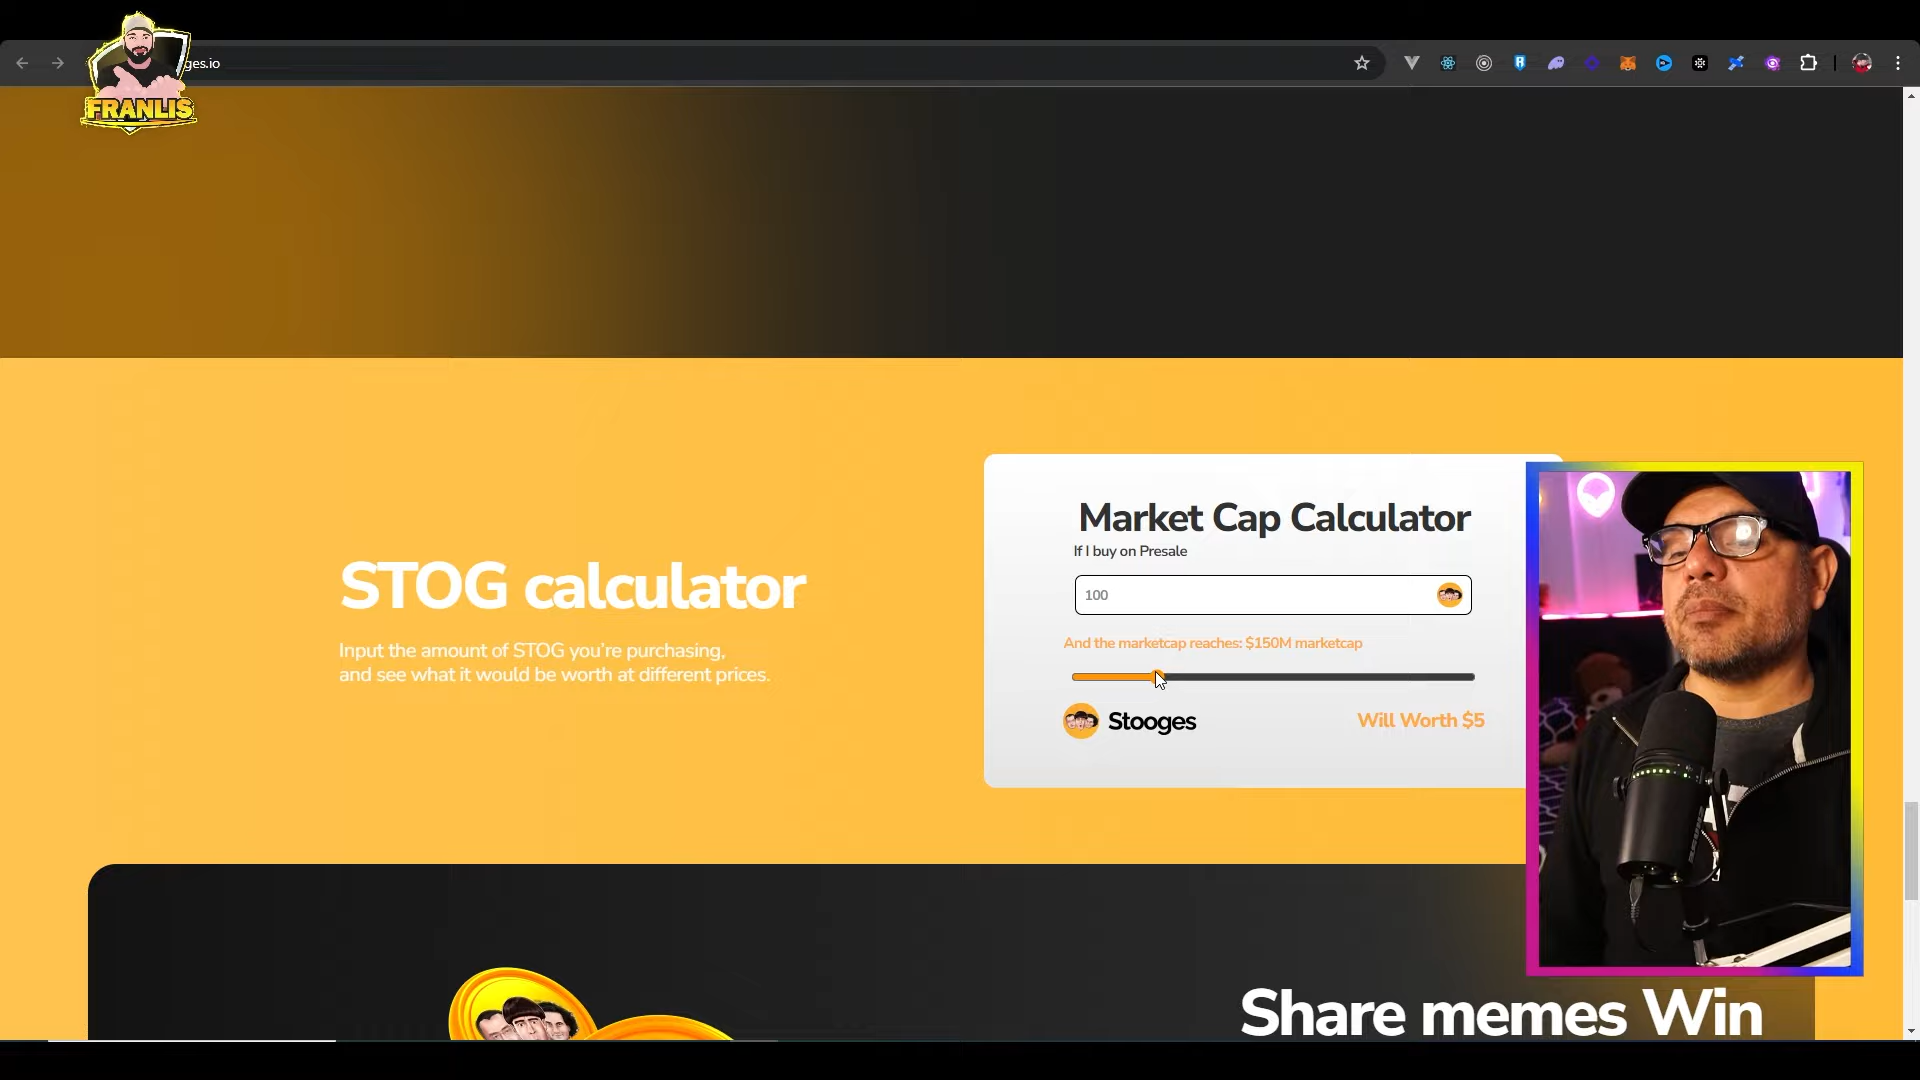 ges.io
FRANLIS
Market Cap Calculator
If I buy on Presale
100
And the marketcap reaches: $150M marketcap
Stooges
Will Worth $5
STOG calculator
Input the amount of STOG you're purchasing,
and see what it would be worth at different prices.
Share memes Win